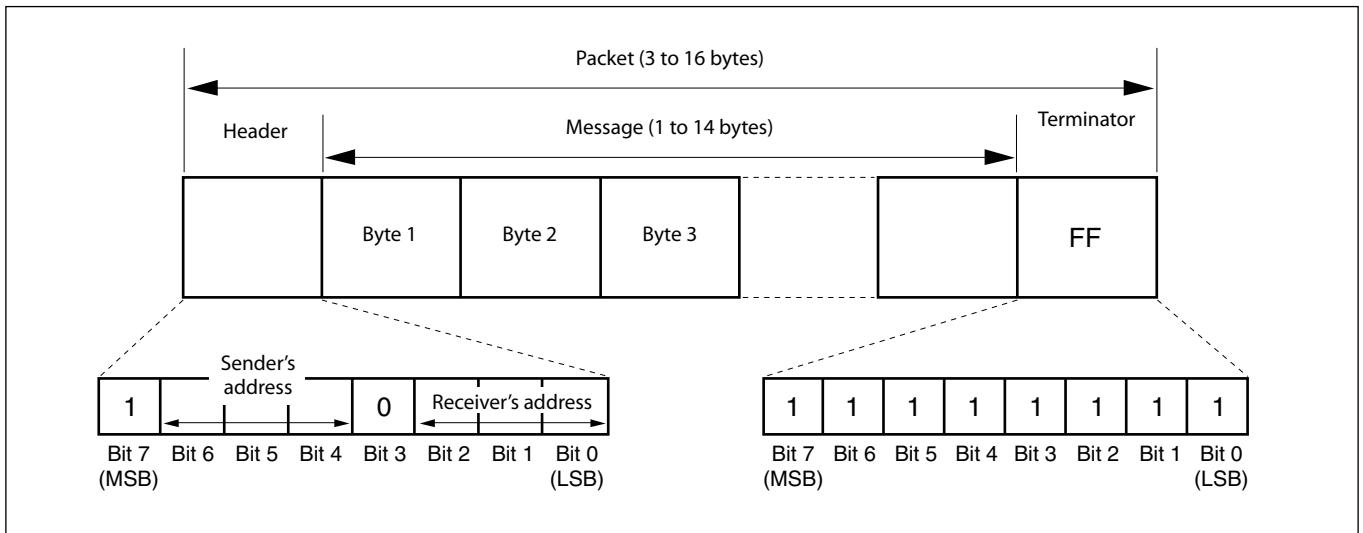 Packet (3 to 16 bytes)
Header
Message (1 to 14 bytes)
Terminator
Byte 1 Byte 2 Byte 3 FF
Sender's
address
1 0 Receiver's address
Bit 7 Bit 6 Bit 5 Bit 4 Bit 3 Bit 2 Bit 1 Bit 0
(MSB) (LSB)
1 1 1 1 1 1 1 1
Bit 7 Bit 6 Bit 5 Bit 4 Bit 3 Bit 2 Bit 1 Bit 0
(MSB) (LSB)